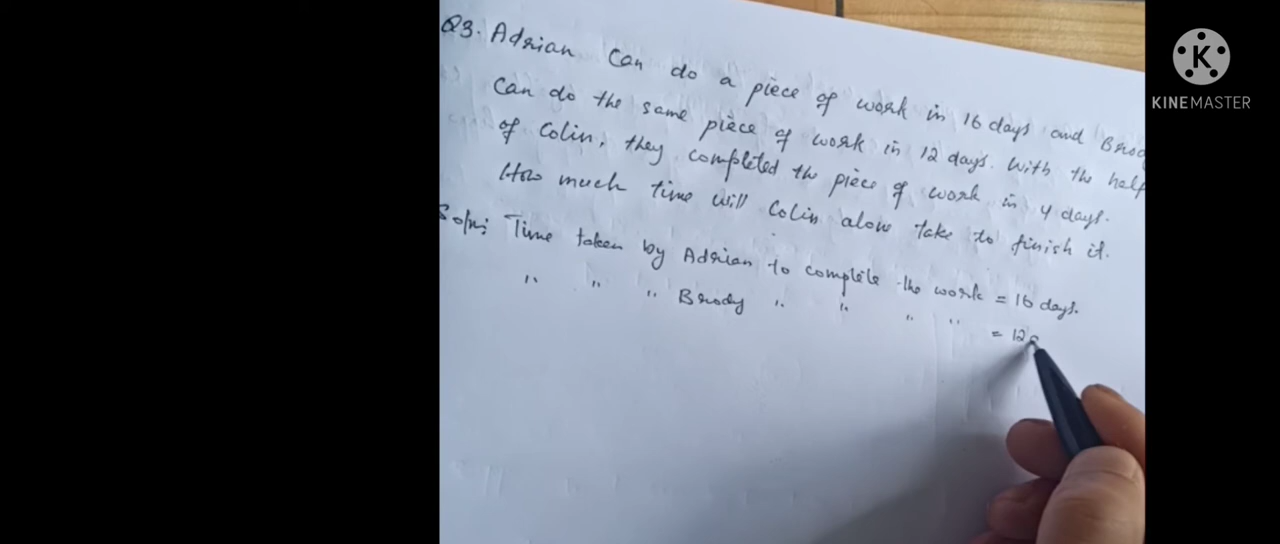 Q3. Adrian Can do a piece of work in 16 days and Brod
Can do the same piece of work in 12 days. With the half
of Colin, they completed the piece of work in 4 days.
How much time will Colin alone take to finish it.
Soln: Time taken by Adrian to complete the work = 16 days.
" " " Brody " " " " = 12
K
KINEMASTER